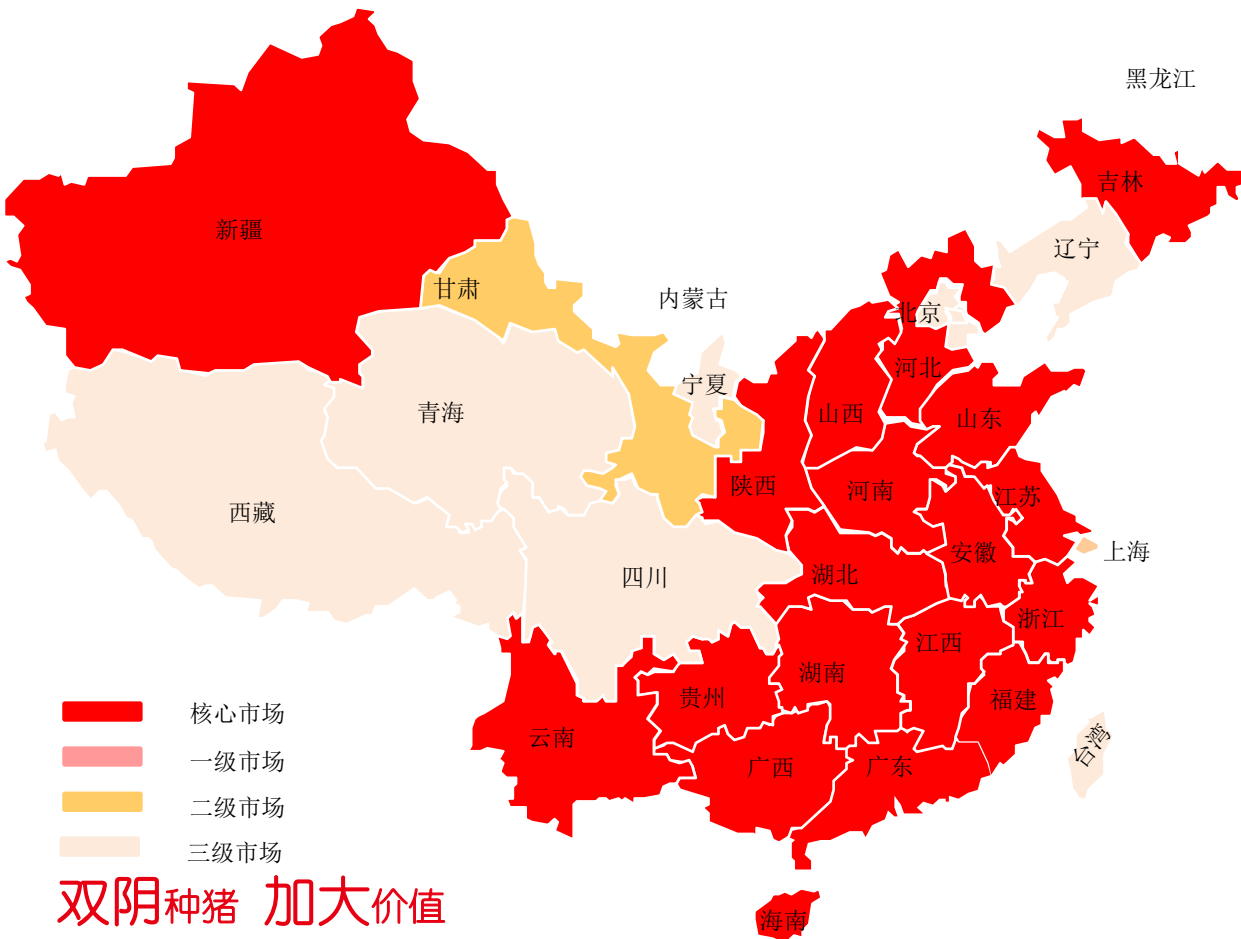 黑龙江
吉林
新疆
辽宁
甘肃
内蒙古
北京
河北
宁夏
青海
山西
山东
陕西
河南
江苏
西藏
安徽
上海
四川
湖北
浙江
江西
湖南
贵州
福建
云南
台湾
广西
广东
海南
核心市场
一级市场
二级市场
三级市场
双阴种猪 加大价值